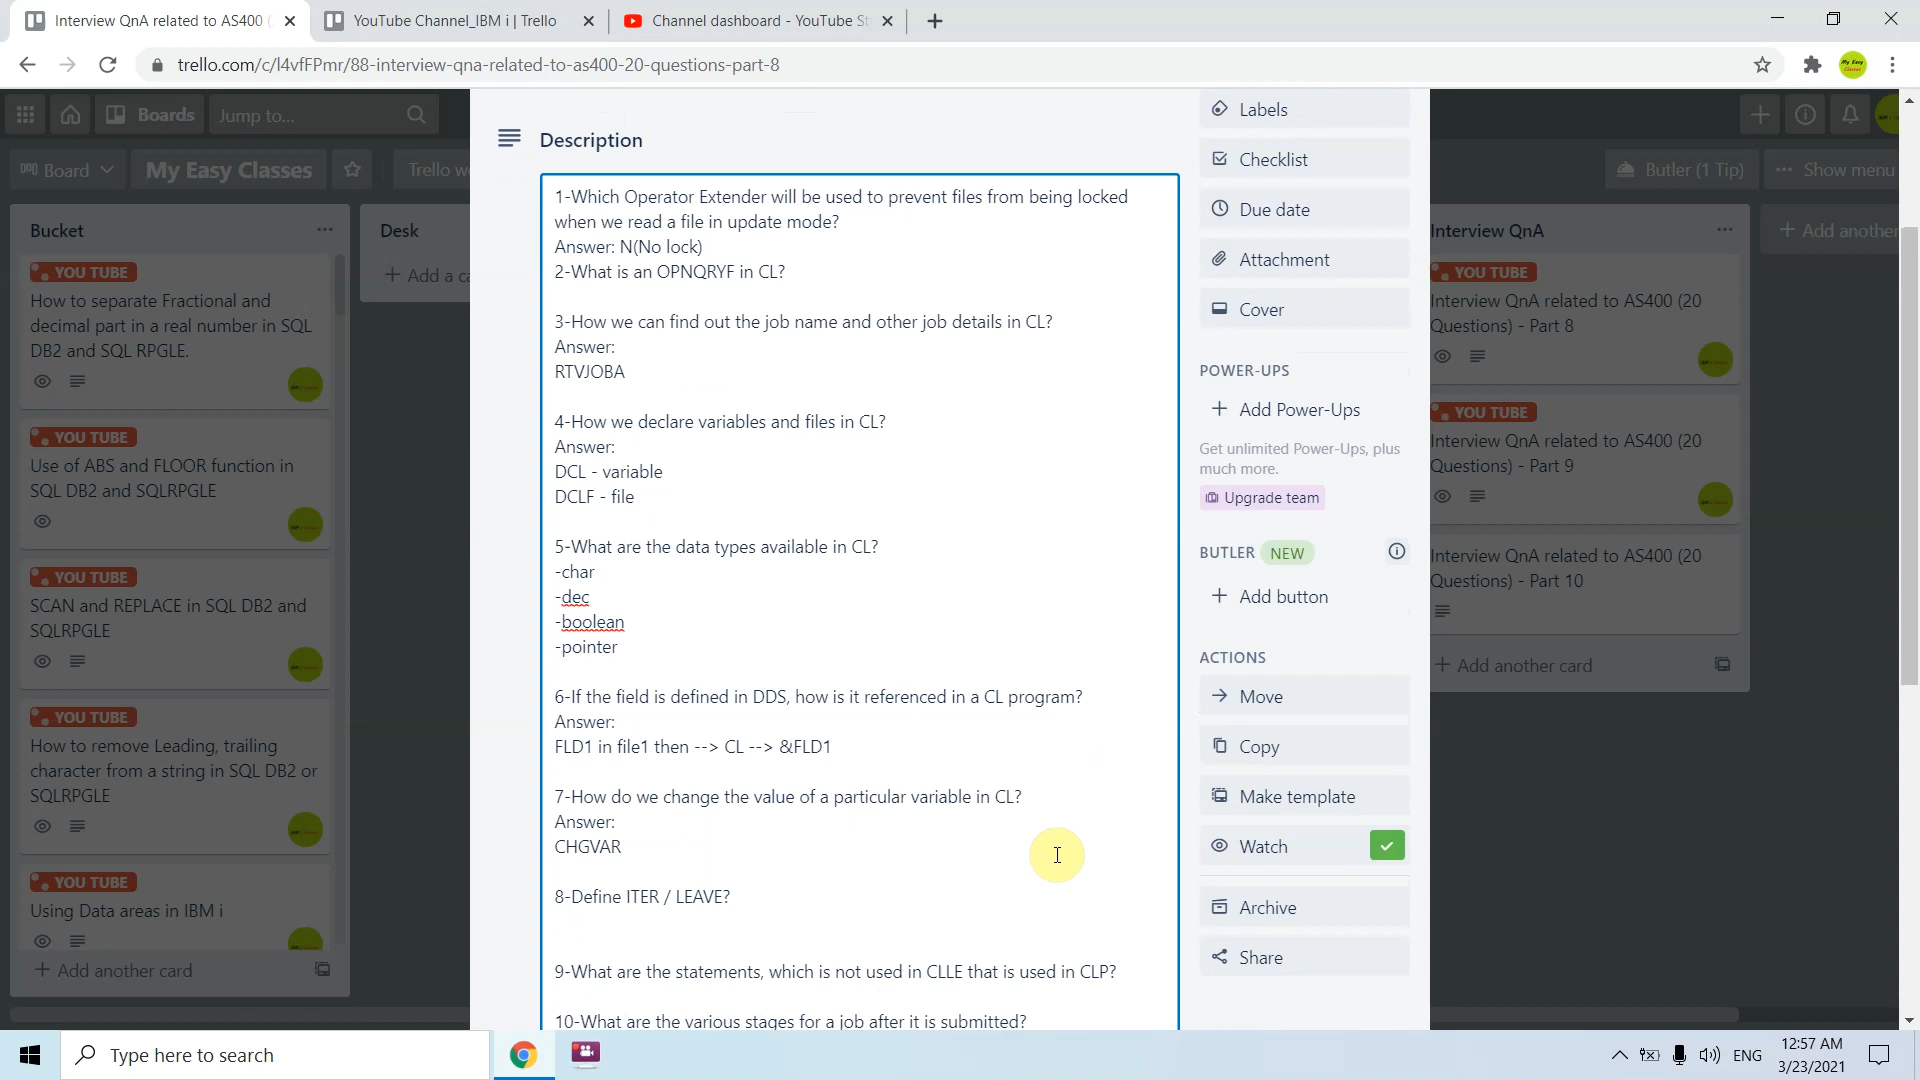 Interview QnA related to AS400 (
YouTube Channel_IBM i | Trello
Channel dashboard - YouTube St
trello.com/c/l4vfFPmr/88-interview-qna-related-to-as400-20-questions-part-8
My Easy Classes
Boards
Jump to...
Board
My Easy Classes
Trello w
Butler (1 Tip)
Show menu
Bucket
YOU TUBE
How to separate Fractional and
decimal part in a real number in SQL
DB2 and SQL RPGLE.
YOU TUBE
Use of ABS and FLOOR function in
SQL DB2 and SQLRPGLE
YOU TUBE
SCAN and REPLACE in SQL DB2 and
SQLRPGLE
YOU TUBE
How to remove Leading, trailing
character from a string in SQL DB2 or
SQLRPGLE
YOU TUBE
Using Data areas in IBM i
Add another card
Desk
Add a ca
Description
1-Which Operator Extender will be used to prevent files from being locked
when we read a file in update mode?
Answer: N(No lock)
2-What is an OPNQRYF in CL?
3-How we can find out the job name and other job details in CL?
Answer:
RTVJOBA
4-How we declare variables and files in CL?
Answer:
DCL - variable
DCLF - file
5-What are the data types available in CL?
-char
-dec
-boolean
-pointer
6-If the field is defined in DDS, how is it referenced in a CL program?
Answer:
FLD1 in file1 then --> CL --> &FLD1
7-How do we change the value of a particular variable in CL?
Answer:
CHGVAR
8-Define ITER / LEAVE?
9-What are the statements, which is not used in CLLE that is used in CLP?
10-What are the various stages for a job after it is submitted?
Labels
Checklist
Due date
Attachment
Cover
POWER-UPS
Add Power-Ups
Get unlimited Power-Ups, plus
much more.
Upgrade team
BUTLER NEW
Add button
ACTIONS
Move
Copy
Make template
Watch
Archive
Share
Interview QnA
YOU TUBE
Interview QnA related to AS400 (20
Questions) - Part 8
YOU TUBE
Interview QnA related to AS400 (20
Questions) - Part 9
Interview QnA related to AS400 (20
Questions) - Part 10
Add another card
Add another
Type here to search
ENG
12:57 AM
3/23/2021